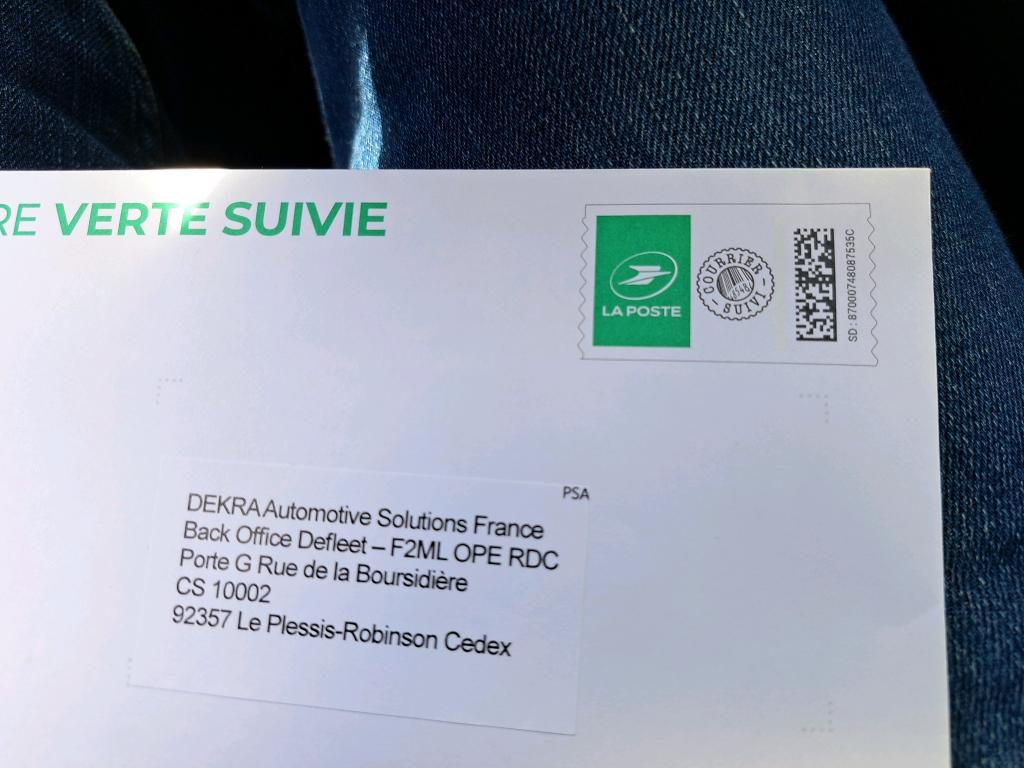 RE VERTE SUIVIE
LA POSTE
COURRIER
SUIVI
SD : 87000748087535C
PSA
DEKRA Automotive Solutions France
Back Office Defleet – F2ML OPE RDC
Porte G Rue de la Boursidière
CS 10002
92357 Le Plessis-Robinson Cedex